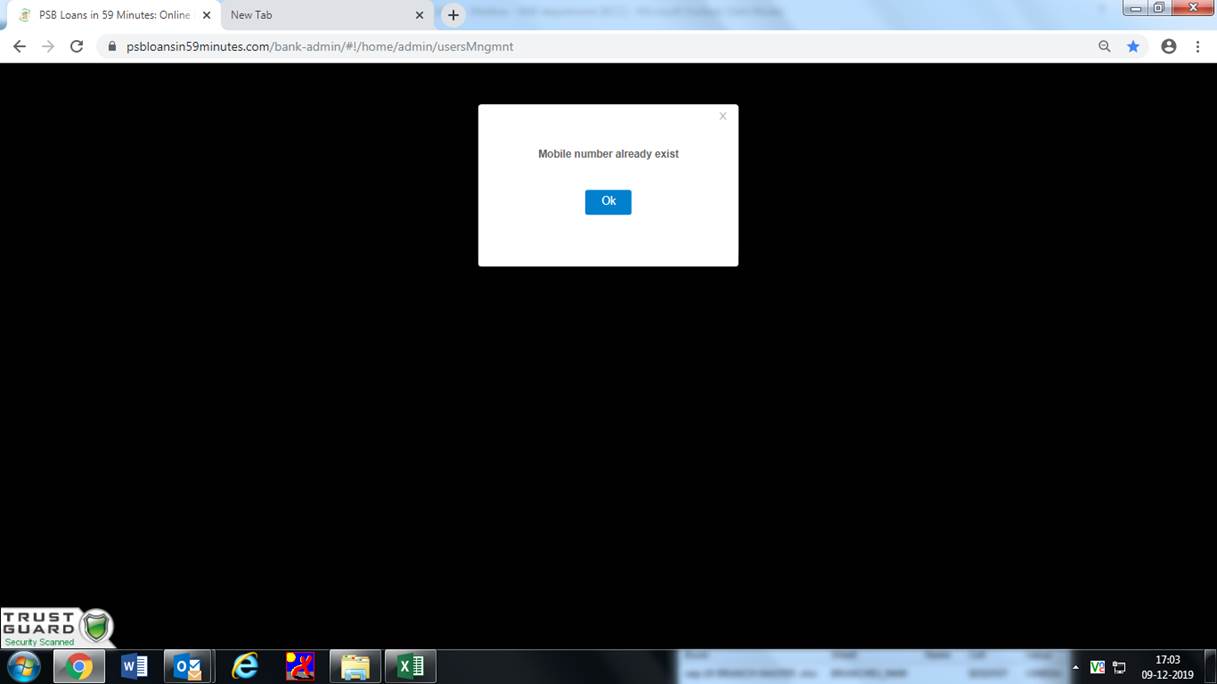 PSB Loans in 59 Minutes: Online
New Tab
psbloansin59minutes.com/bank-admin/#!/home/admin/usersMngmnt
X
Mobile number already exist
Ok
TRUST
GUARD
Security Scanned
17:03
09-12-2019